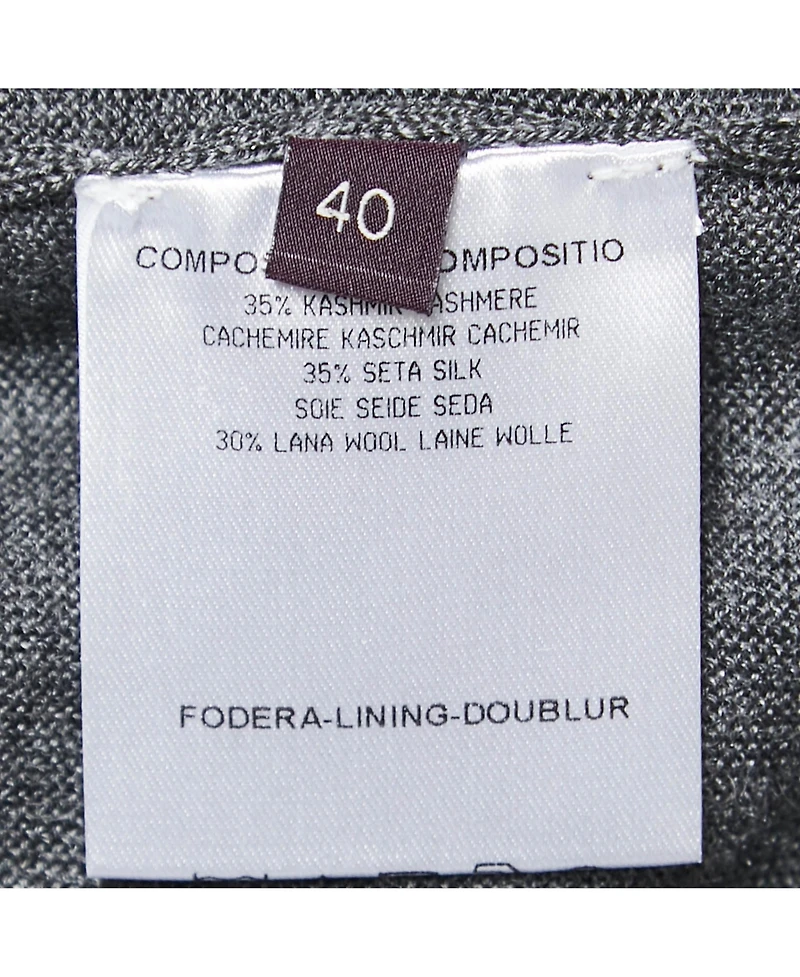 40
COMPOS OMPOSITIO
35% KASHMIR CASHMERE
CACHEMIRE KASCHMIR CACHEMIR
35% SETA SILK
SOIE SEIDE SEDA
30% LANA WOOL LAINE WOLLE
FODERA-LINING-DOUBLUR